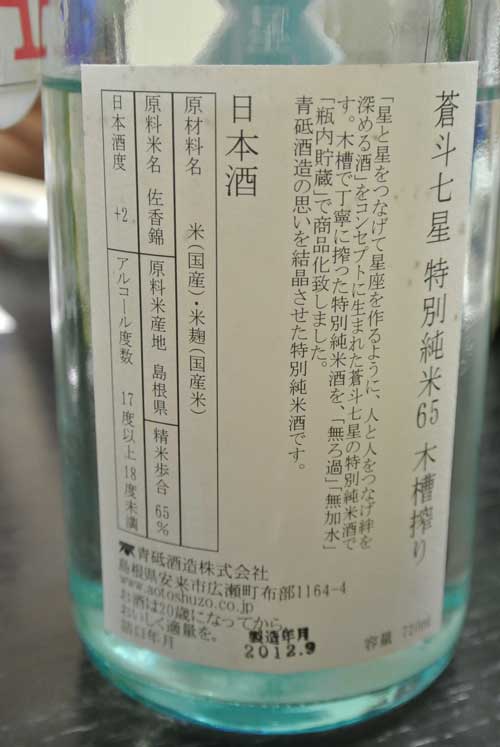 蒼斗七星 特別純米65 木槽搾り
「星と星をつなげて星座を作るように、人と人をつなげ絆を
深める酒」をコンセプトに生まれた蒼斗七星の特別純米酒で
す。木槽で丁寧に搾った特別純米酒を、「無ろ過」「無加水」
「瓶内貯蔵」で商品化致しました。
青砥酒造の思いを結晶させた特別純米酒です。
日本酒
原材料名 米(国産)・米麹(国産米)
原料米名 佐香錦 原料米産地 島根県 精米歩合 65%
日本酒度 +2 アルコール度数 17度以上 18度未満
青砥酒造株式会社
島根県安来市広瀬町布部1164-4
www.aotoshuzo.co.jp
お酒は20歳になってから。
おいしく適量を。
詰口年月
製造年月
2012.9
容量 720ml